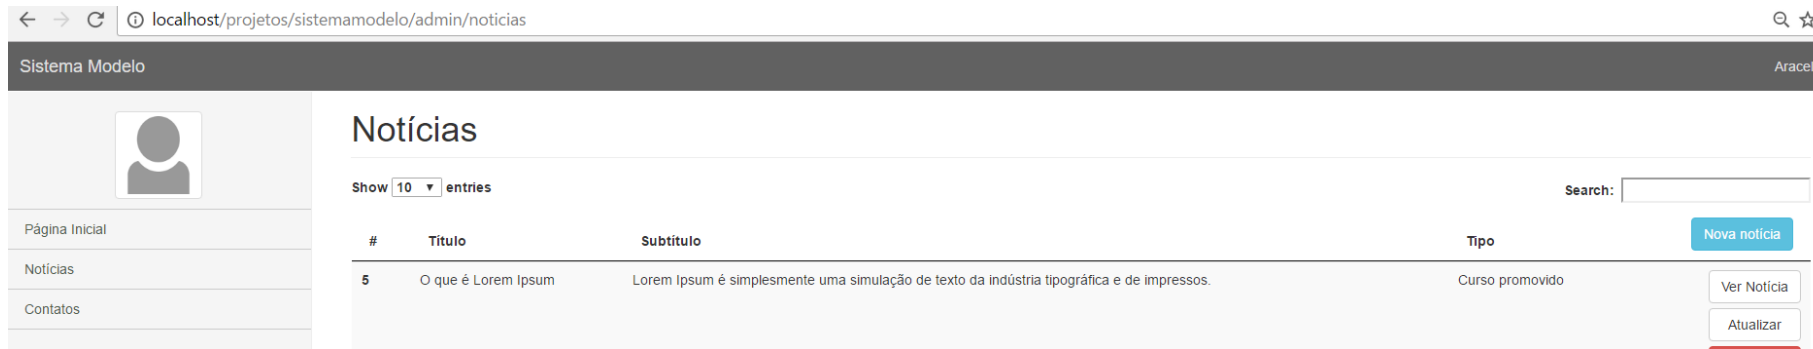 localhost/projetos/sistemamodelo/admin/noticias
Sistema Modelo
Aracel
Notícias
Show 10 entries
Search:
Página Inicial
Notícias
Contatos
# Título Subtítulo Tipo Nova notícia
5 O que é Lorem Ipsum Lorem Ipsum é simplesmente uma simulação de texto da indústria tipográfica e de impressos. Curso promovido Ver Notícia
Atualizar